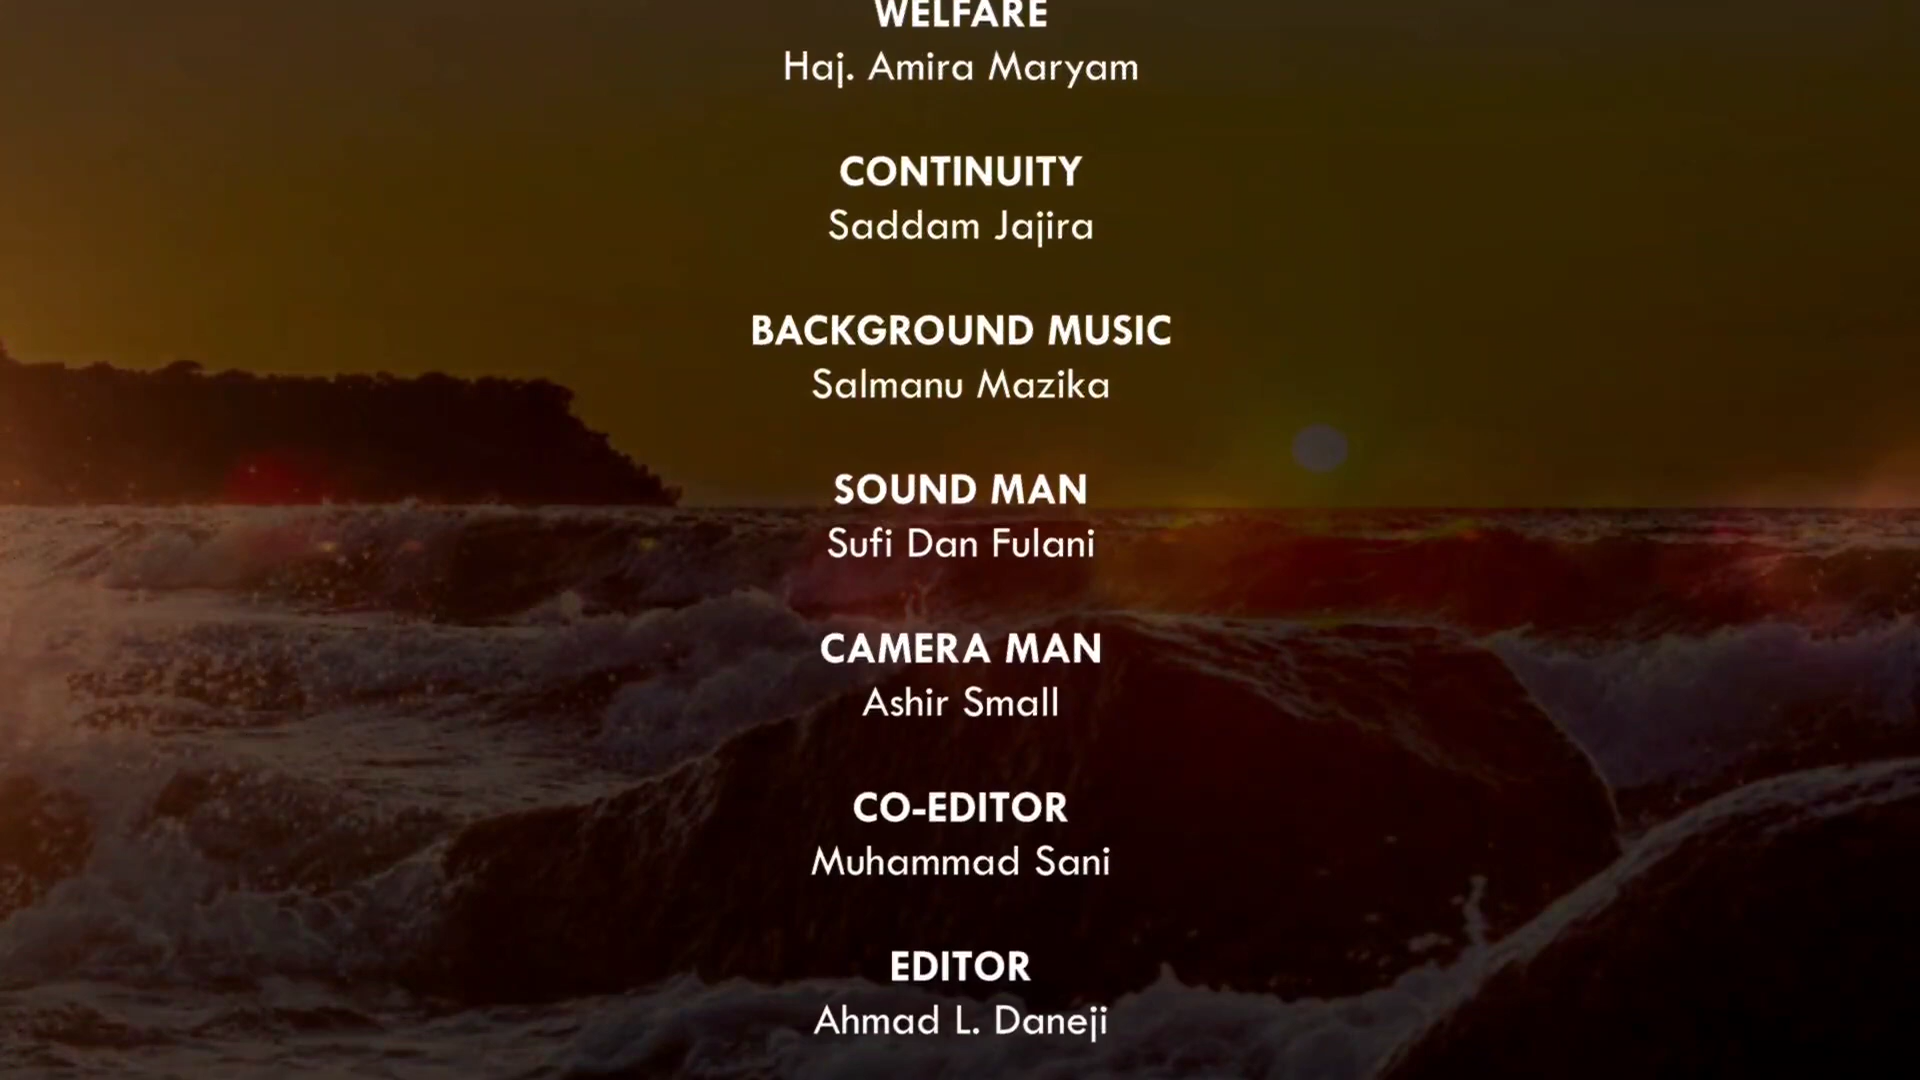 WELFARE
Haj. Amira Maryam
CONTINUITY
Saddam Jajira
BACKGROUND MUSIC
Salmanu Mazika
SOUND MAN
Sufi Dan Fulani
CAMERA MAN
Ashir Small
CO-EDITOR
Muhammad Sani
EDITOR
Ahmad L. Daneji